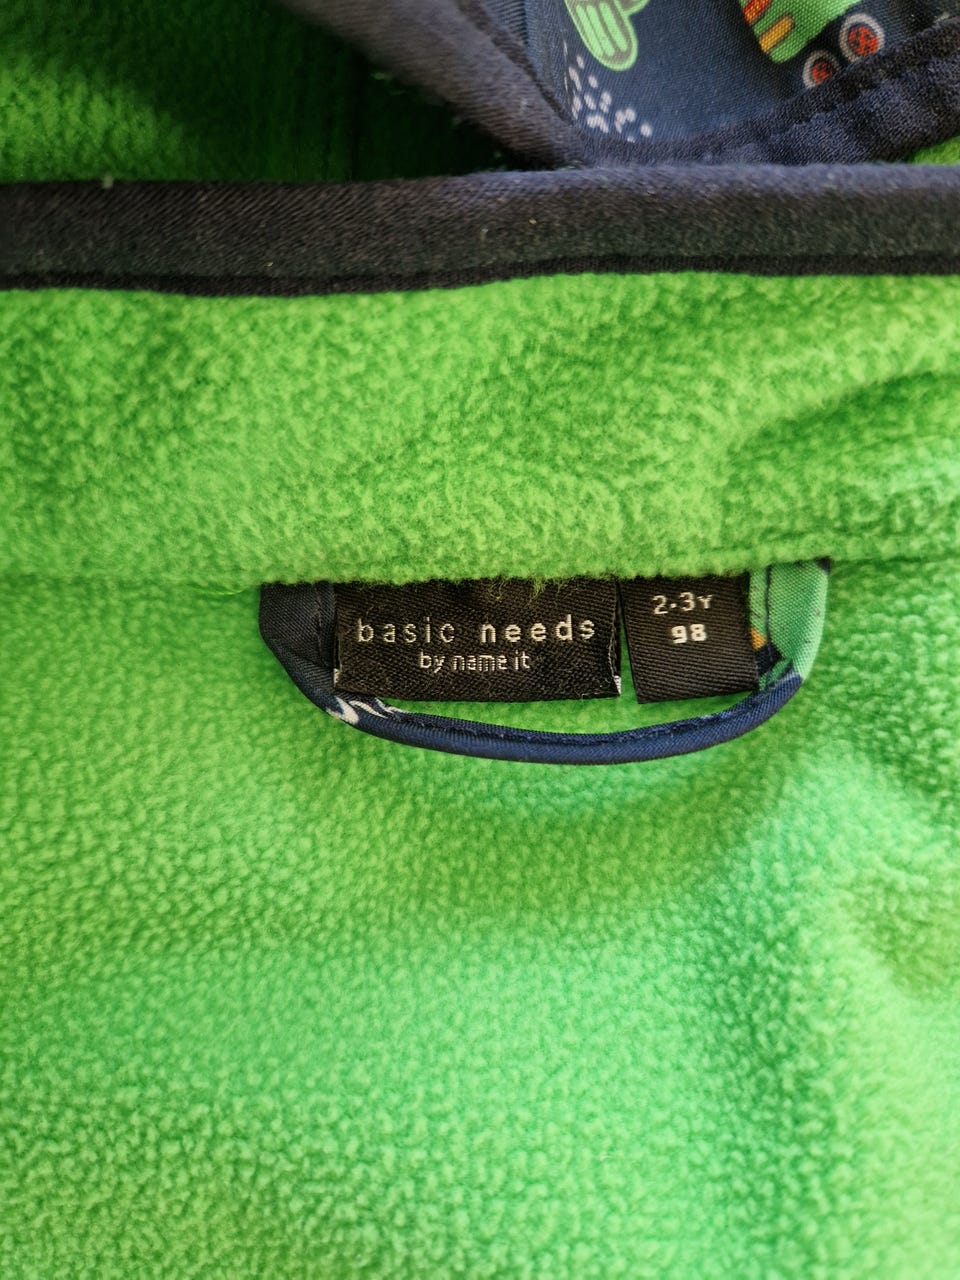 basic needs
by name it
2-3Y
98